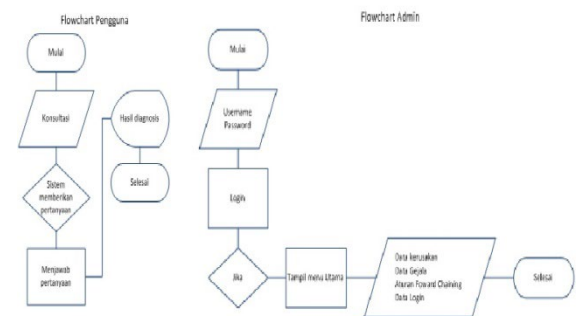 Flowchart Pengguna
Mulai
Konsultasi
Sistem
memberikan
pertanyaan
Menjawab
pertanyaan
Hasil diagnosis
Selesai
Flowchart Admin
Mulai
Username
Password
Login
Jika
Tampil menu Utama
Data kerusakan
Data Gejala
Aturan Foward Chaining
Data Login
Selesai